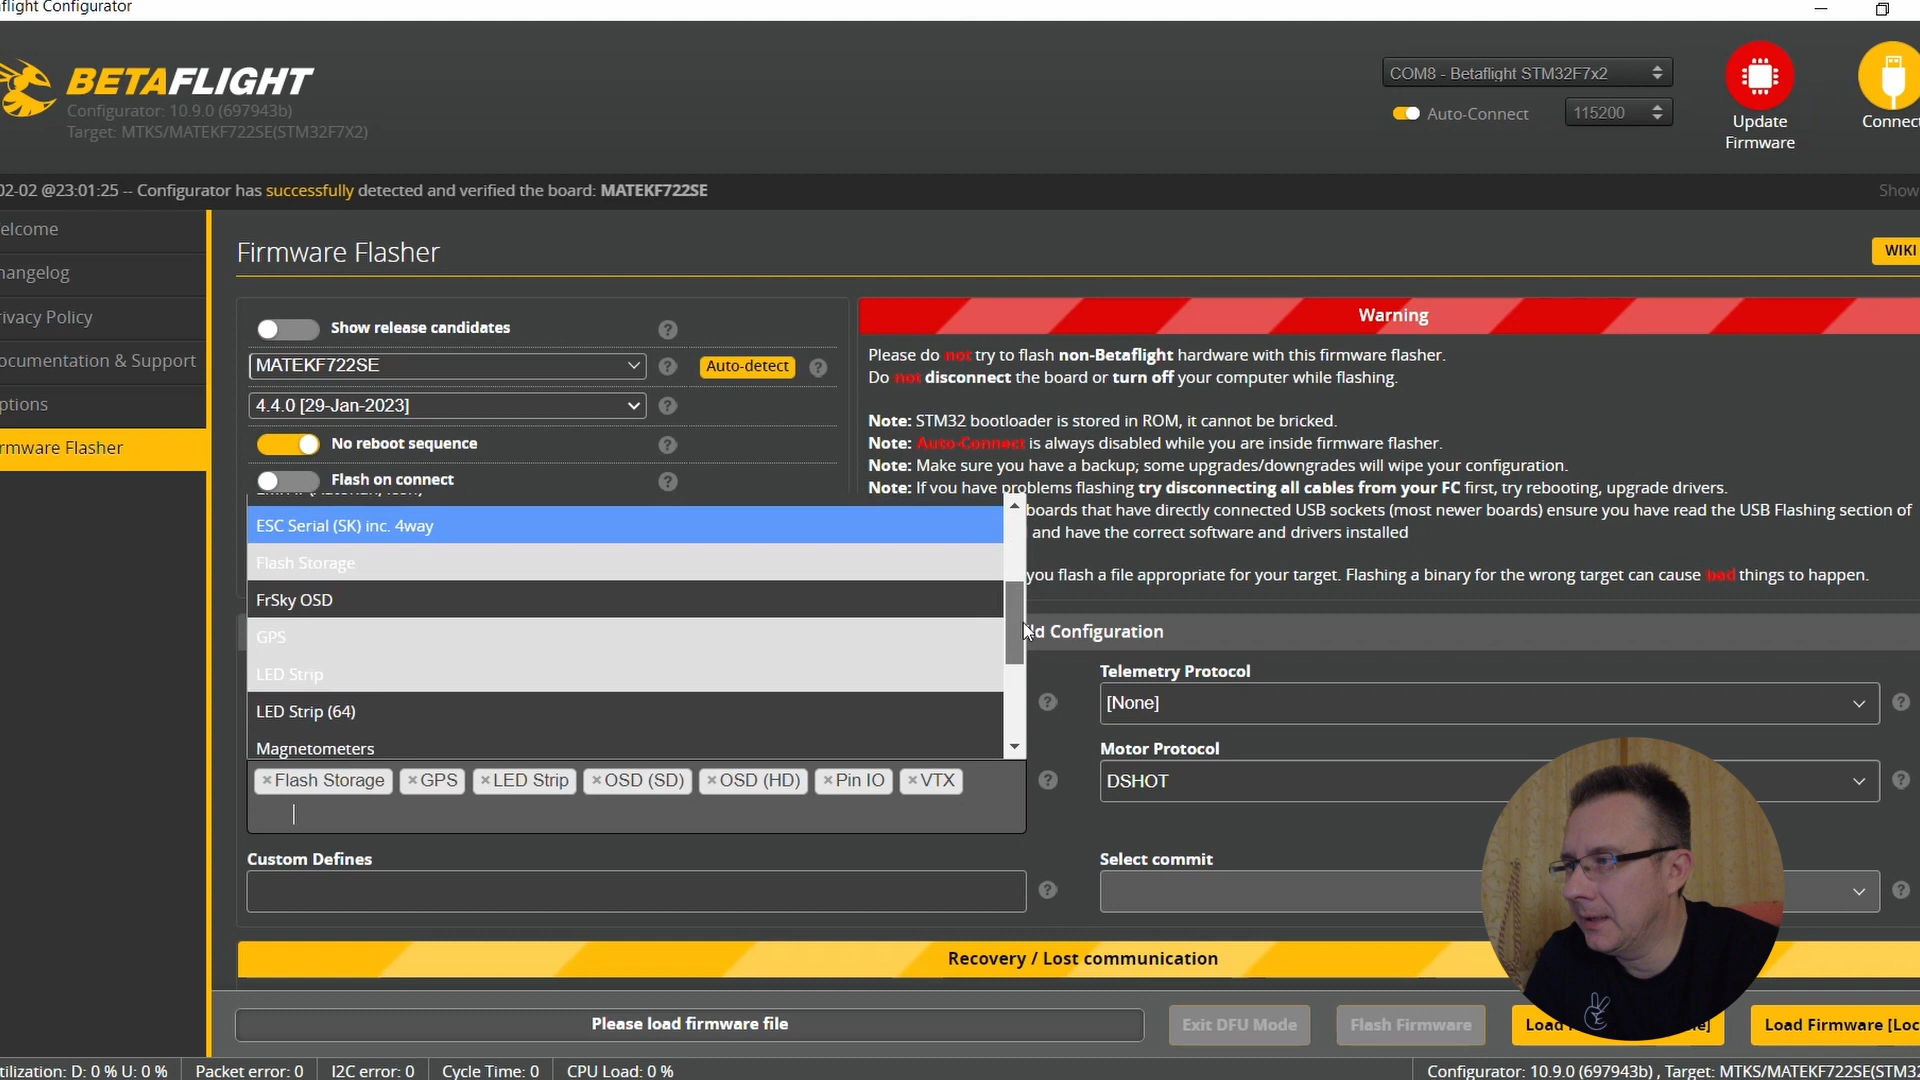 flight Configurator
BETAFLIGHT
Configurator: 10.9.0 (697943b)
Target: MTKS/MATEKF722SE(STM32F7X2)
COM8 - Betaflight STM32F7x2
Auto-Connect
115200
Update
Firmware
Connect
02-02 @23:01:25 -- Configurator has successfully detected and verified the board: MATEKF722SE
Show
elcome
hangelog
rivacy Policy
ocumentation & Support
ptions
rmware Flasher
Firmware Flasher
WIKI
Show release candidates
MATEKF722SE
Auto-detect
4.4.0 [29-Jan-2023]
No reboot sequence
Flash on connect
Warning
Please do not try to flash non-Betaflight hardware with this firmware flasher.
Do not disconnect the board or turn off your computer while flashing.
Note: STM32 bootloader is stored in ROM, it cannot be bricked.
Note: Auto-Connect is always disabled while you are inside firmware flasher.
Note: Make sure you have a backup; some upgrades/downgrades will wipe your configuration.
Note: If you have problems flashing try disconnecting all cables from your FC first, try rebooting, upgrade drivers.
boards that have directly connected USB sockets (most newer boards) ensure you have read the USB Flashing section of
and have the correct software and drivers installed
you flash a file appropriate for your target. Flashing a binary for the wrong target can cause bad things to happen.
ESC Serial (SK) inc. 4way
Flash Storage
FrSky OSD
GPS
LED Strip
LED Strip (64)
Magnetometers
ld Configuration
Telemetry Protocol
[None]
Motor Protocol
DSHOT
×Flash Storage ×GPS ×LED Strip ×OSD (SD) ×OSD (HD) ×Pin IO ×VTX
Custom Defines
Select commit
Recovery / Lost communication
Please load firmware file
Exit DFU Mode
Flash Firmware
Load
Load Firmware [Loc
tilization: D: 0 % U: 0 %
Packet error: 0
I2C error: 0
Cycle Time: 0
CPU Load: 0 %
Configurator: 10.9.0 (697943b) , Target: MTKS/MATEKF722SE(STM32